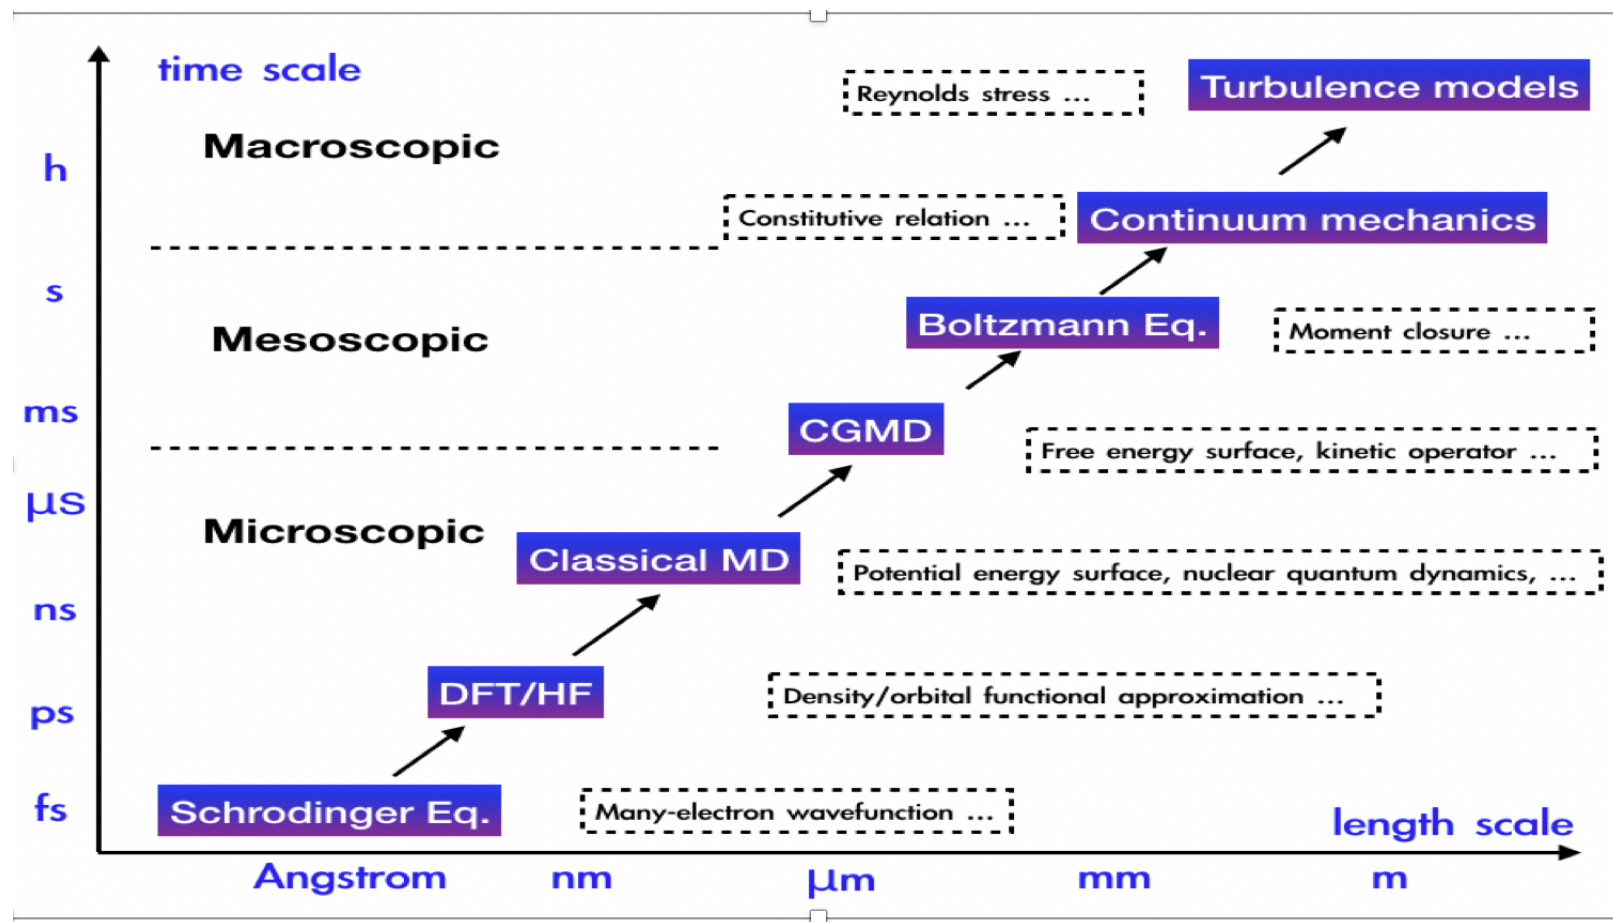 time scale
Reynolds stress ...
Turbulence models
Macroscopic
h
Constitutive relation ...
Continuum mechanics
s
Mesoscopic
Boltzmann Eq.
Moment closure ...
ms
CGMD
Free energy surface, kinetic operator ...
μs
Microscopic
Classical MD
Potential energy surface, nuclear quantum dynamics, ...
ns
DFT/HF
Density/orbital functional approximation ...
ps
Schrodinger Eq.
Many-electron wavefunction ...
fs
length scale
Angstrom nm μm mm m